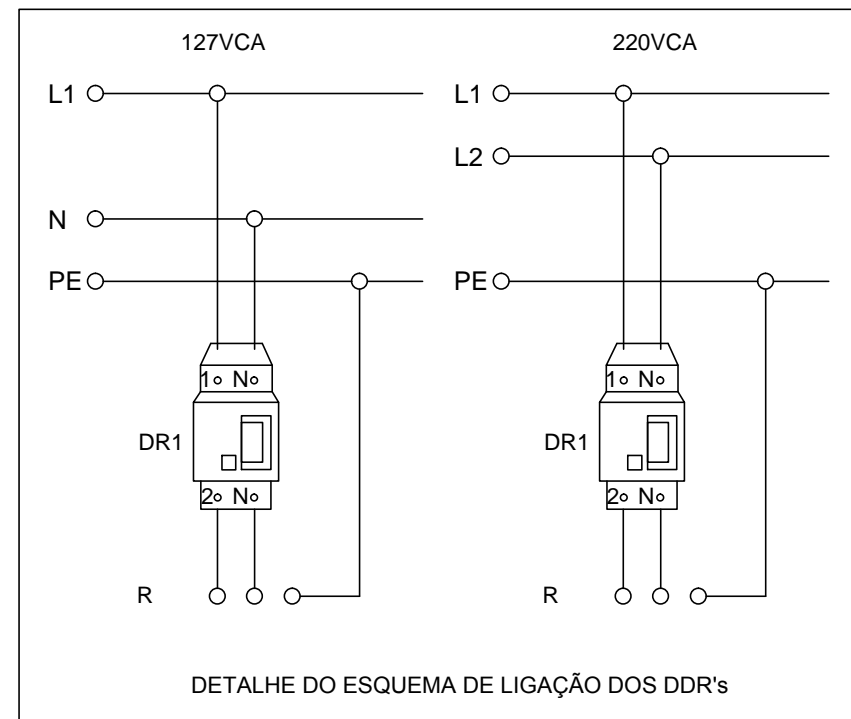 127VCA
L1
N
PE
1 N
DR1
2 N
R
220VCA
L1
L2
PE
1 N
DR1
2 N
R
DETALHE DO ESQUEMA DE LIGAÇÃO DOS DDR's